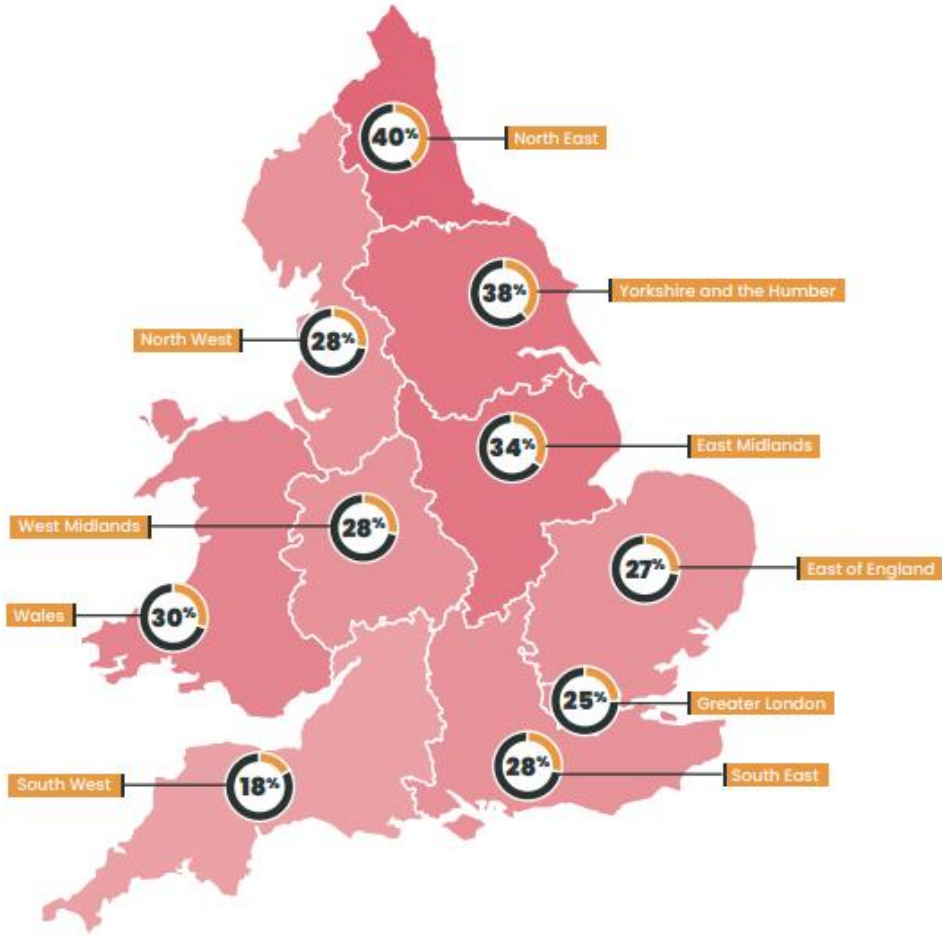 40%
North East
38%
Yorkshire and the Humber
North West
28%
34%
East Midlands
West Midlands
28%
27%
East of England
Wales
30%
25%
Greater London
28%
South East
South West
18%